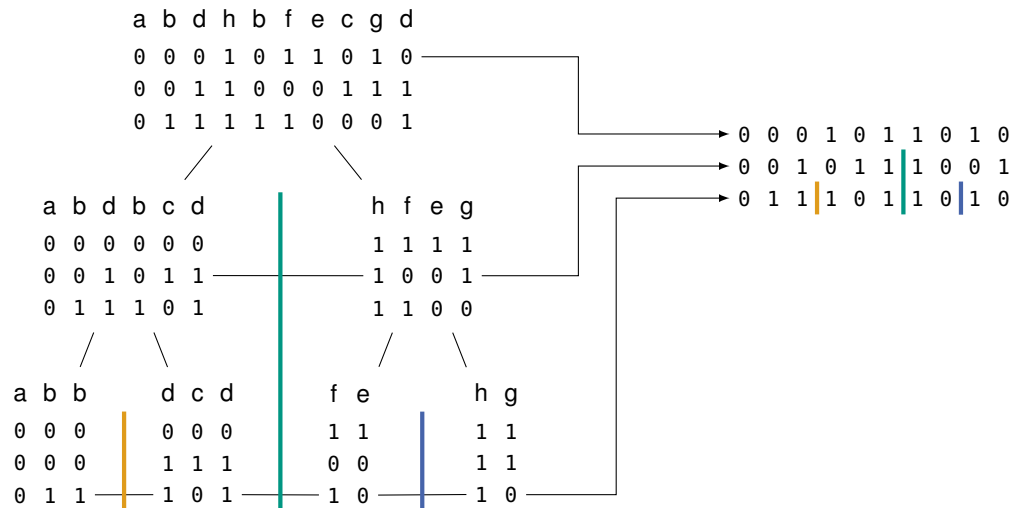 a b d h b f e c g d
0 0 0 1 0 1 1 0 1 0
0 0 1 1 0 0 0 1 1 1
0 1 1 1 1 1 0 0 0 1
0 0 0 1 0 1 1 0 1 0
0 0 1 0 1 1 1 0 0 1
0 1 1 1 0 1 1 0 1 0
a b d b c d
0 0 0 0 0 0
0 0 1 0 1 1
0 1 1 1 0 1
h f e g
1 1 1 1
1 0 0 1
1 1 0 0
a b b
0 0 0
0 0 0
0 1 1
d c d
0 0 0
1 1 1
1 0 1
f e
1 1
0 0
1 0
h g
1 1
1 1
1 0